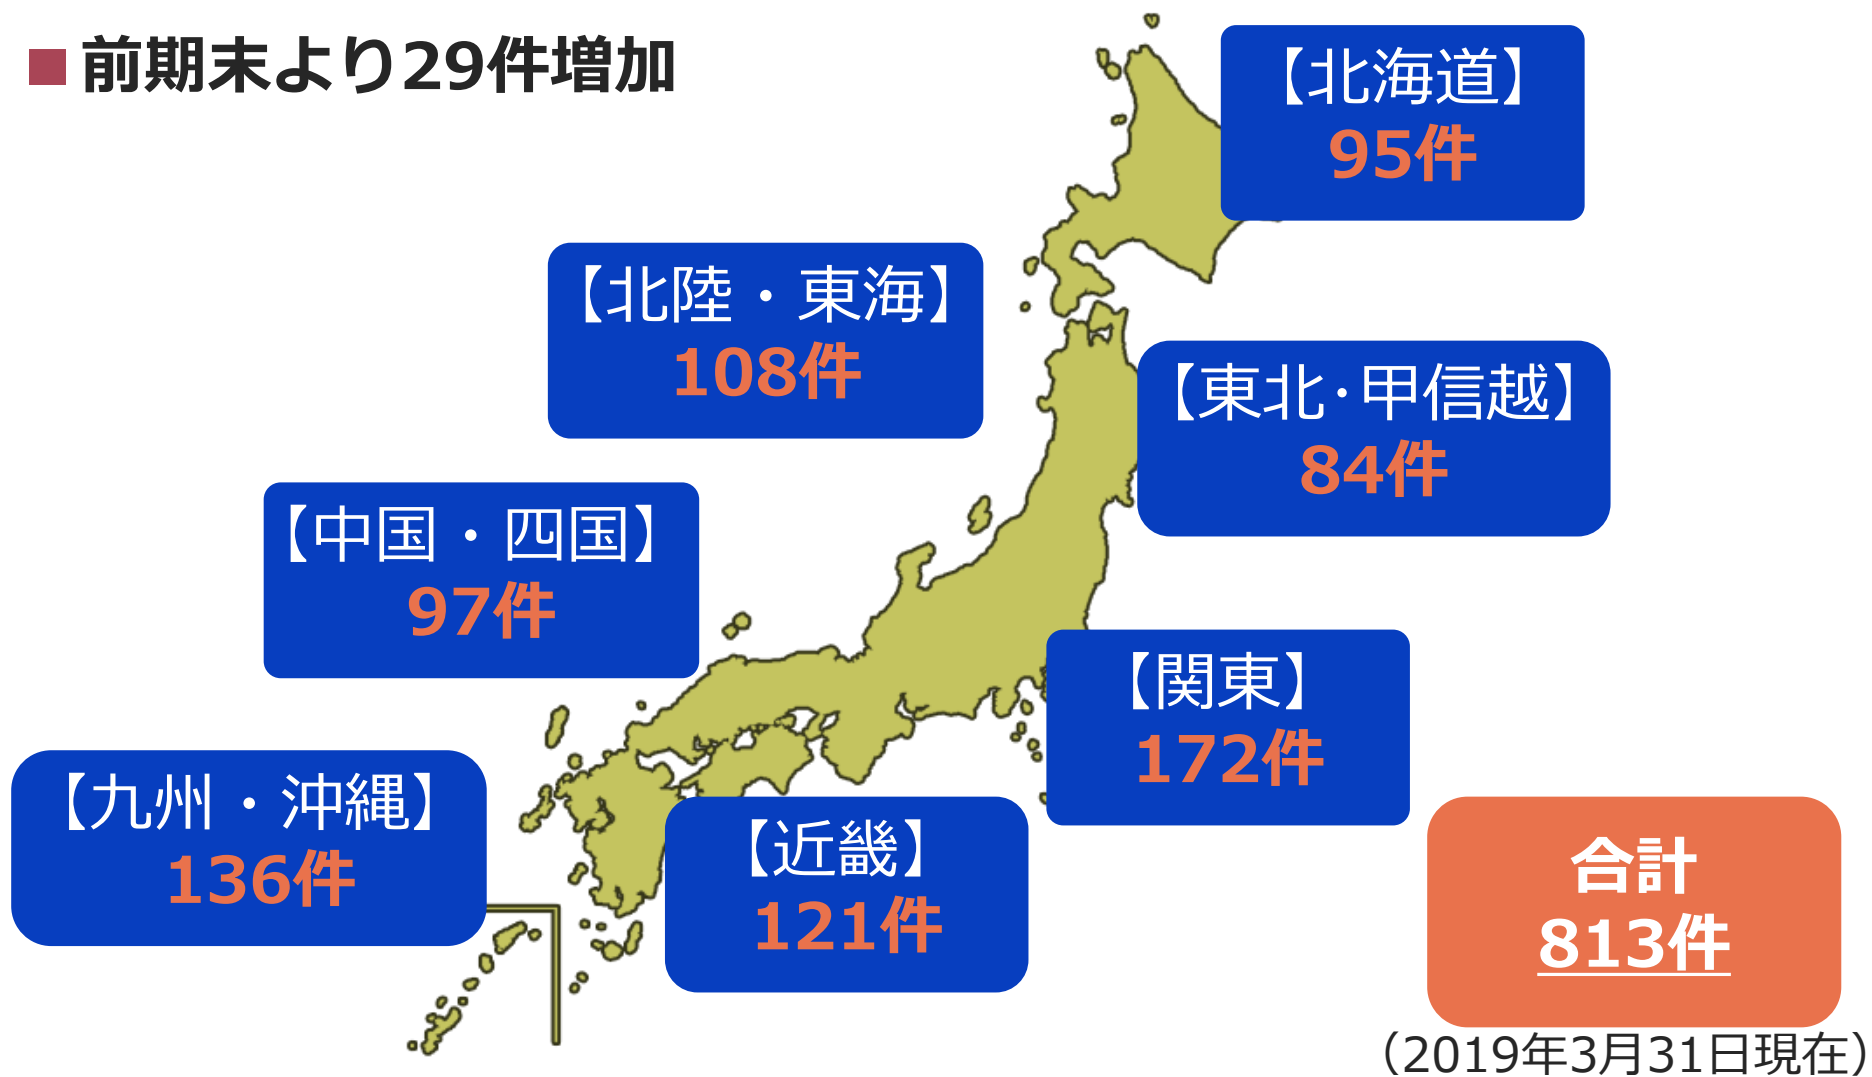 ■前期末より29件増加
【北海道】
95件
【北陸・東海】
108件
【東北・甲信越】
84件
【中国・四国】
97件
【関東】
172件
【九州・沖縄】
136件
【近畿】
121件
合計
813件
（2019年3月31日現在）